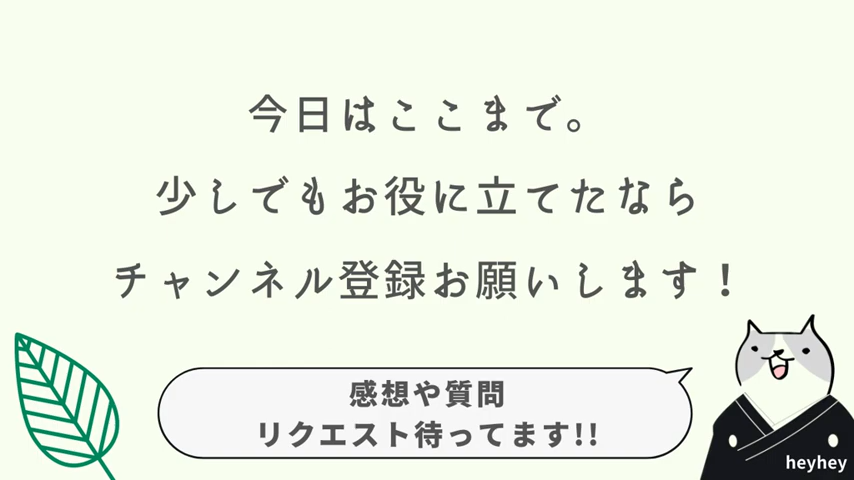 今日はここまで。
少しでもお役に立てたなら
チャンネル登録お願いします！
感想や質問
リクエスト待ってます!!
heyhey